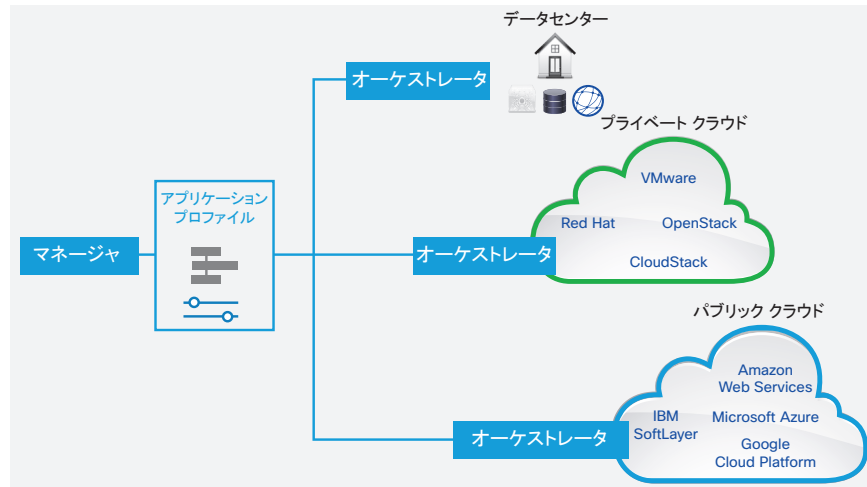 データセンター
オーケストレータ
プライベート クラウド
VMware
Red Hat
OpenStack
CloudStack
オーケストレータ
アプリケーション
プロファイル
マネージャ
パブリック クラウド
Amazon
Web Services
IBM
SoftLayer
Microsoft Azure
Google
Cloud Platform
オーケストレータ